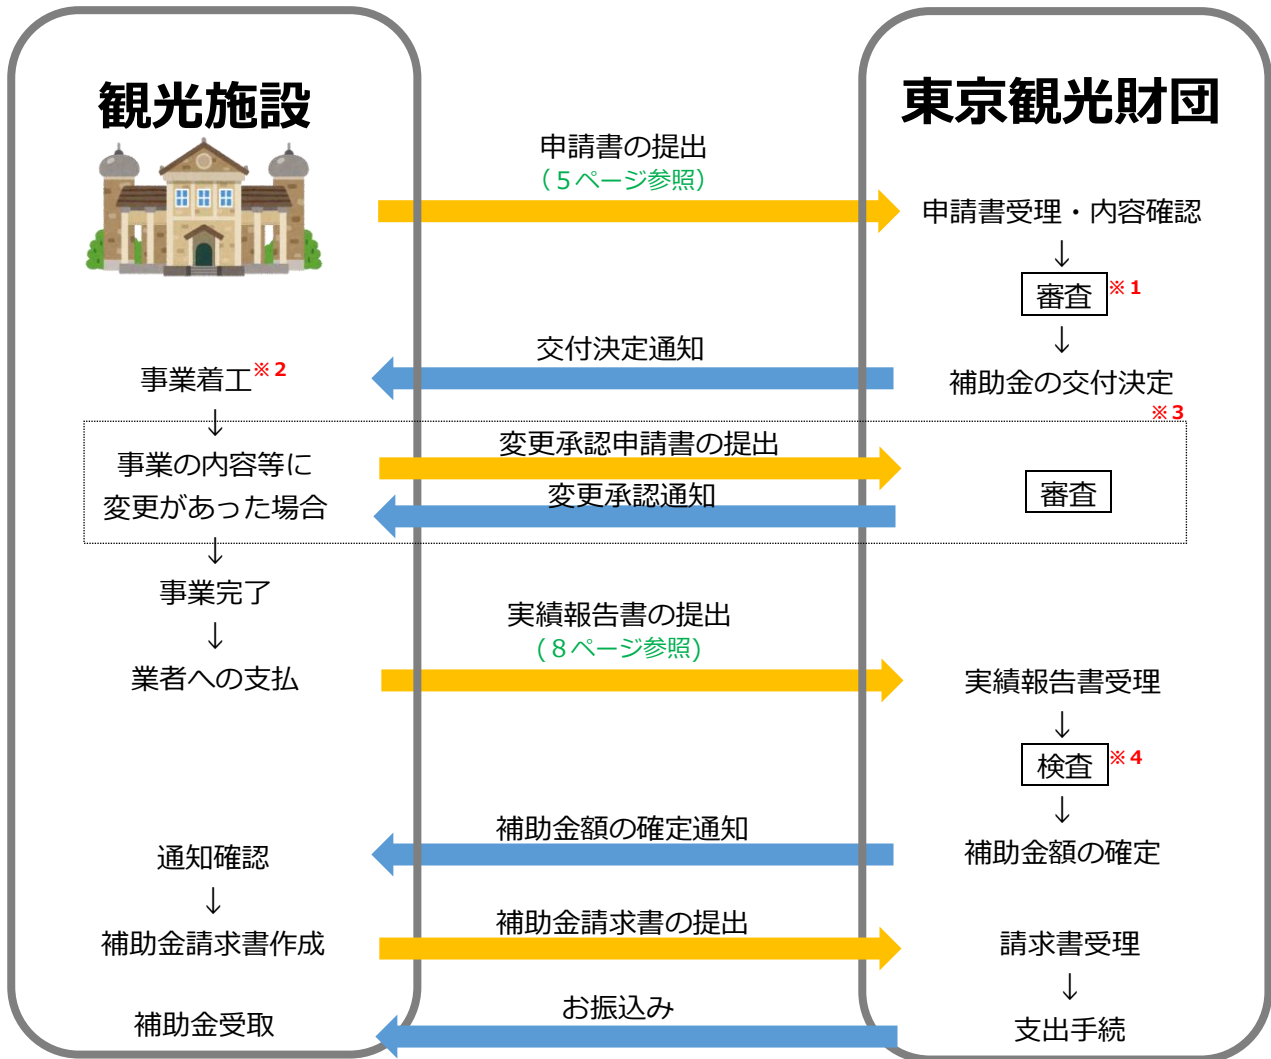 観光施設
東京観光財団
申請書の提出
（５ページ参照）
申請書受理・内容確認
↓
審査 ※１
↓
交付決定通知
事業着工※２
補助金の交付決定
※３
↓
変更承認申請書の提出
事業の内容等に
変更があった場合
変更承認通知
審査
↓
事業完了
↓
実績報告書の提出
(８ページ参照)
業者への支払
実績報告書受理
↓
検査 ※４
↓
補助金額の確定通知
通知確認
補助金額の確定
↓
補助金請求書の提出
補助金請求書作成
請求書受理
↓
お振込み
補助金受取
支出手続